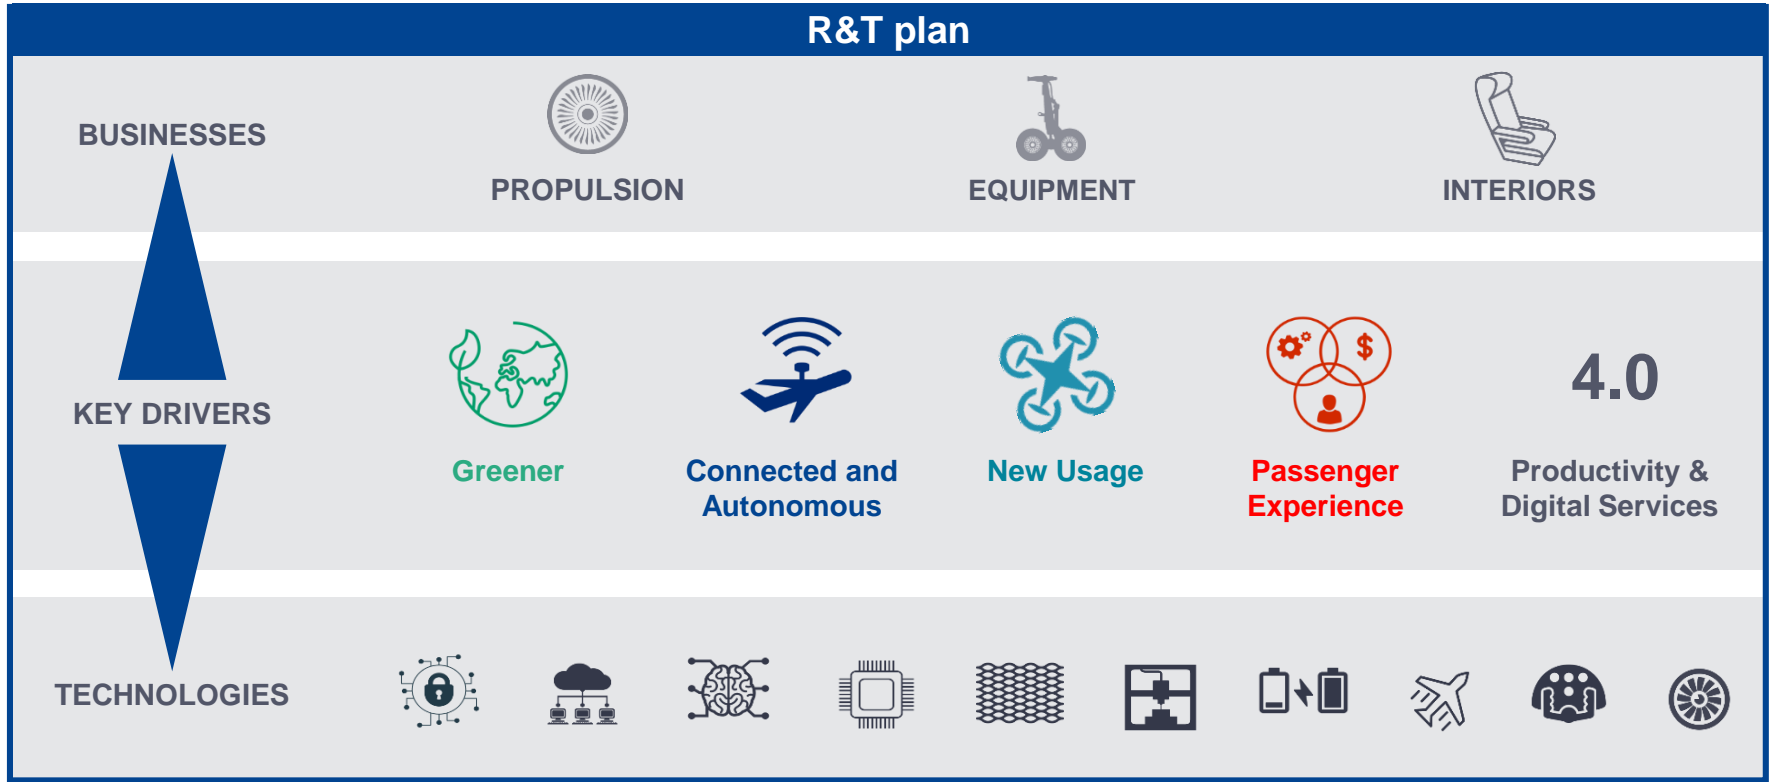 R&T plan
BUSINESSES
PROPULSION
EQUIPMENT
INTERIORS
KEY DRIVERS
$
4.0
Greener
Connected and
Autonomous
New Usage
Passenger
Experience
Productivity &
Digital Services
TECHNOLOGIES